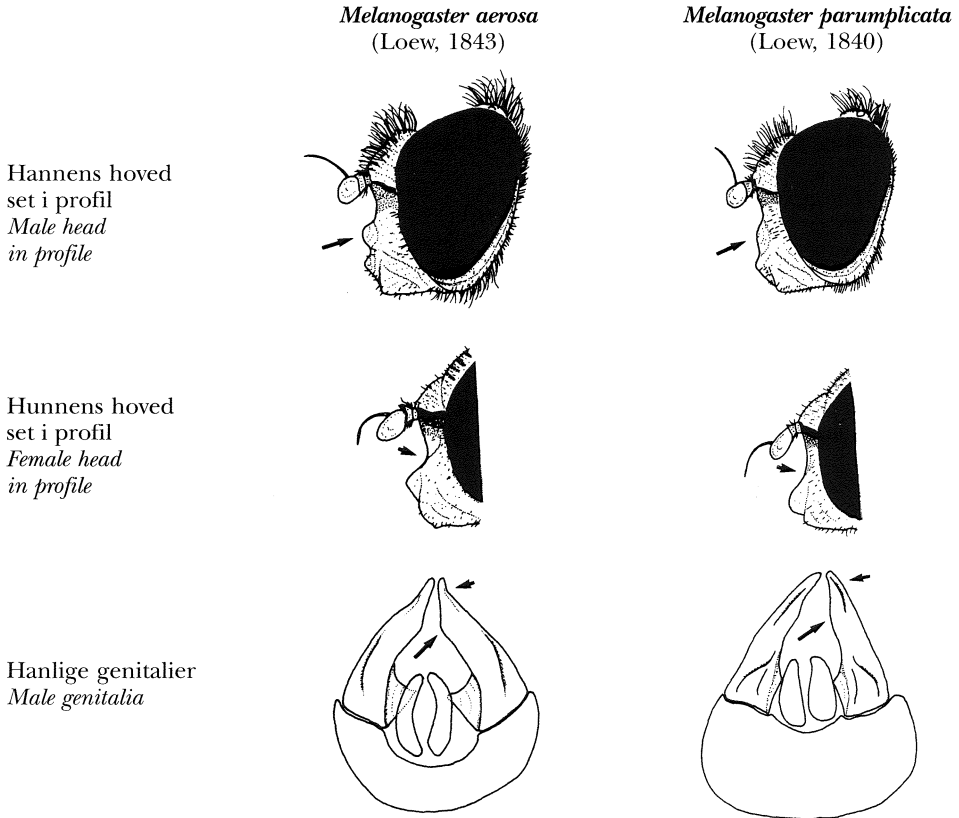 Melanogaster aerosa
(Loew, 1843)
Melanogaster parumplicata
(Loew, 1840)
Hannens hoved
set i profil
Male head
in profile
Hunnens hoved
set i profil
Female head
in profile
Hanlige genitalier
Male genitalia